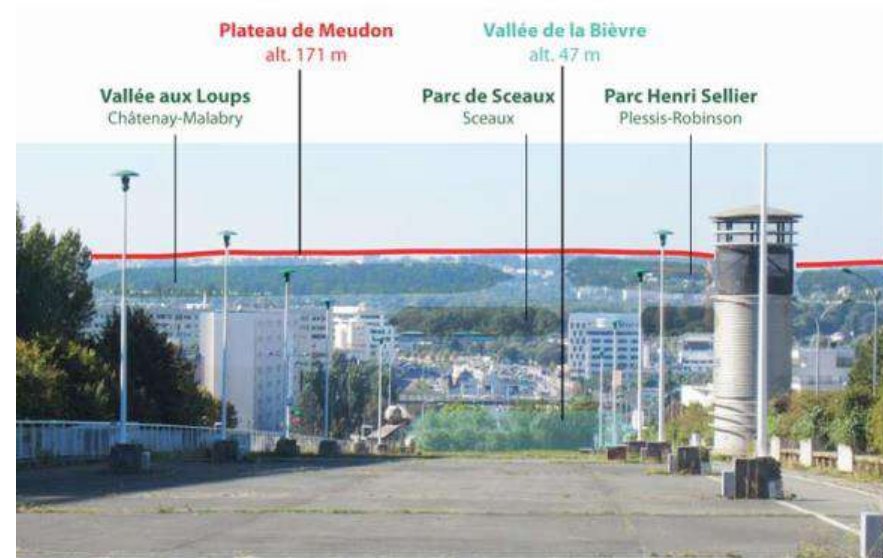 Plateau de Meudon
alt. 171 m
Vallée de la Bièvre
alt. 47 m
Vallée aux Loups
Châtenay-Malabry
Parc de Sceaux
Sceaux
Parc Henri Sellier
Plessis-Robinson